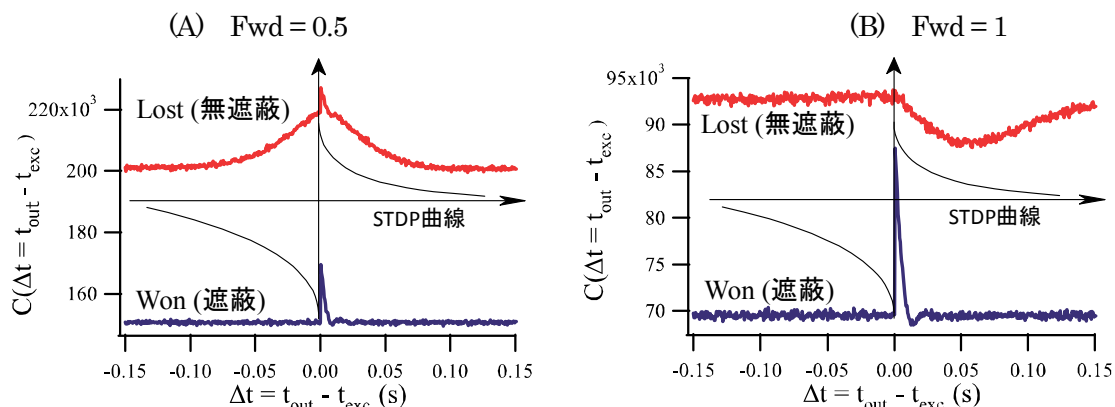 (A) Fwd = 0.5
220x10³
200
180
160
C(Δt = t_out - t_exc)
Lost (無遮蔽)
STDP曲線
Won (遮蔽)
-0.15 -0.10 -0.05 0.00 0.05 0.10 0.15
Δt = t_out - t_exc (s)
(B) Fwd = 1
95x10³
90
85
80
75
70
C(Δt = t_out - t_exc)
Lost (無遮蔽)
STDP曲線
Won (遮蔽)
-0.15 -0.10 -0.05 0.00 0.05 0.10 0.15
Δt = t_out - t_exc (s)